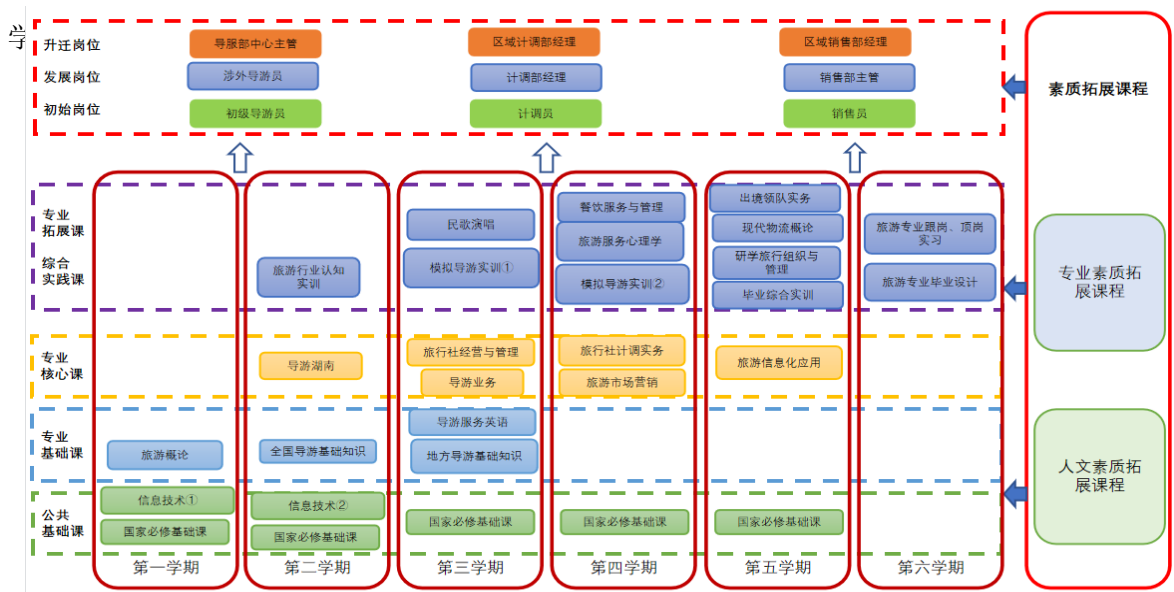 学
升迁岗位
导服部中心主管
区域计调部经理
区域销售部经理
发展岗位
涉外导游员
计调部经理
销售部主管
初始岗位
初级导游员
计调员
销售员
素质拓展课程
专业
拓展课
综合
实践课
旅游行业认知
实训
民歌演唱
模拟导游实训①
餐饮服务与管理
旅游服务心理学
模拟导游实训②
出境领队实务
现代物流概论
研学旅行组织与
管理
毕业综合实训
旅游专业跟岗、顶岗
实习
旅游专业毕业设计
专业素质拓
展课程
专业
核心课
导游湖南
旅行社经营与管理
导游业务
旅行社计调实务
旅游市场营销
旅游信息化应用
专业
基础课
旅游概论
全国导游基础知识
导游服务英语
地方导游基础知识
人文素质拓
展课程
公共
基础课
信息技术①
国家必修基础课
信息技术②
国家必修基础课
国家必修基础课
国家必修基础课
国家必修基础课
第一学期
第二学期
第三学期
第四学期
第五学期
第六学期